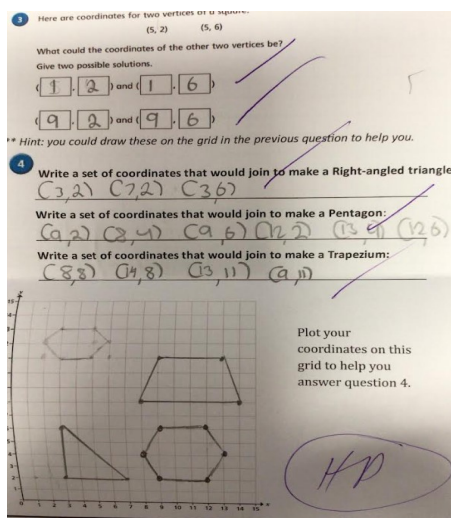 3 Here are coordinates for two vertices of a square.
(5, 2) (5, 6)
What could the coordinates of the other two vertices be?
Give two possible solutions.
(1, 2) and (1, 6)
(9, 2) and (9, 6)
** Hint: you could draw these on the grid in the previous question to help you.
4 Write a set of coordinates that would join to make a Right-angled triangle
(3,2) (7,2) (3,6)
Write a set of coordinates that would join to make a Pentagon:
(9,2) (8,4) (9,6) (12,2) (13,4) (12,6)
Write a set of coordinates that would join to make a Trapezium:
(8,8) (14,8) (13,11) (9,11)
Plot your
coordinates on this
grid to help you
answer question 4.
HP